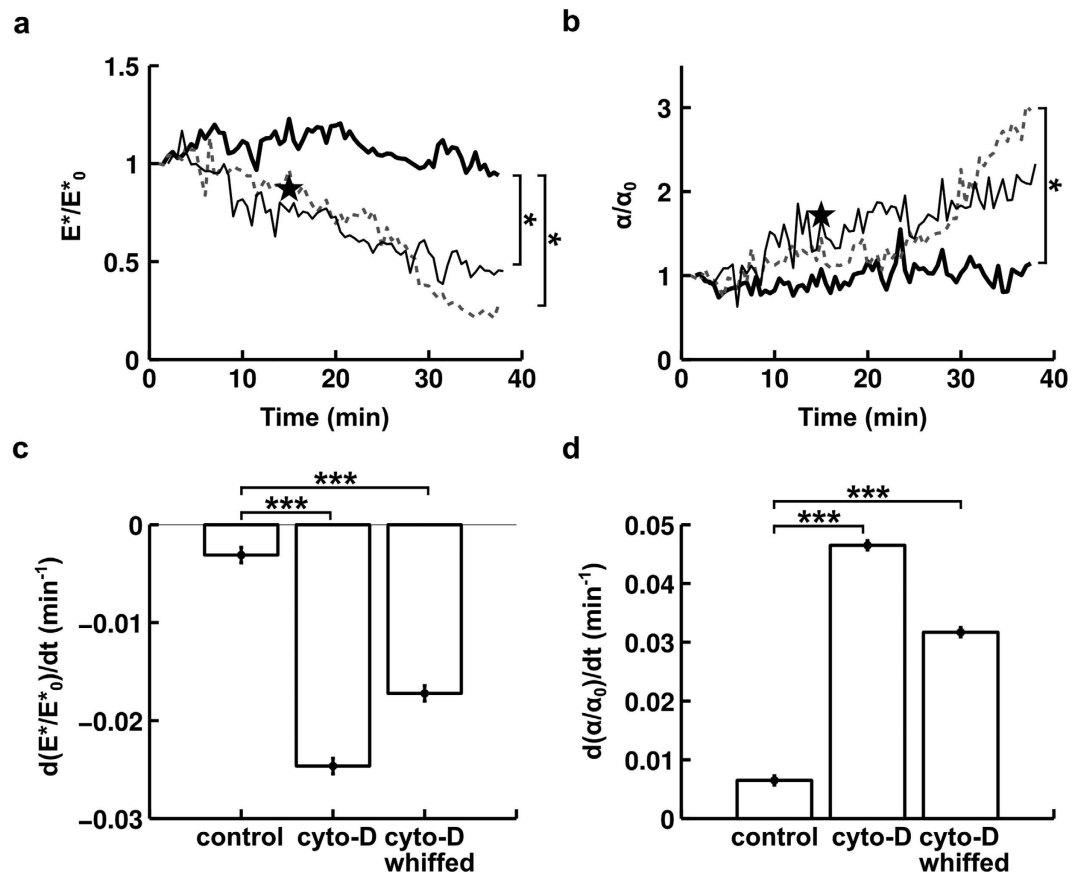 a
1.5
1
0.5
0
E*/E*0
0 10 20 30 40
Time (min)
*
*
b
3
2
1
0
α/α0
0 10 20 30 40
Time (min)
*
c
***
***
0
−0.01
−0.02
−0.03
d(E*/E*0)/dt (min-1)
control cyto-D cyto-D
whiffed
d
***
***
0.05
0.04
0.03
0.02
0.01
0
d(α/α0)/dt (min-1)
control cyto-D cyto-D
whiffed